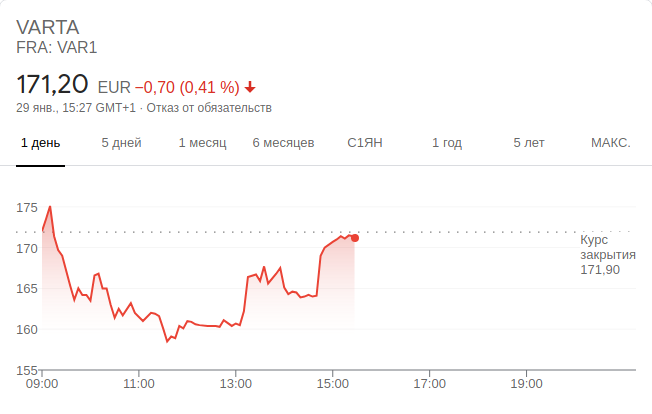 VARTA
FRA: VAR1
171,20 EUR −0,70 (0,41 %)
29 янв., 15:27 GMT+1 · Отказ от обязательств
1 день 5 дней 1 месяц 6 месяцев С1ЯН 1 год 5 лет МАКС.
175
170
165
160
155
Курс
закрытия
171,90
09:00 11:00 13:00 15:00 17:00 19:00